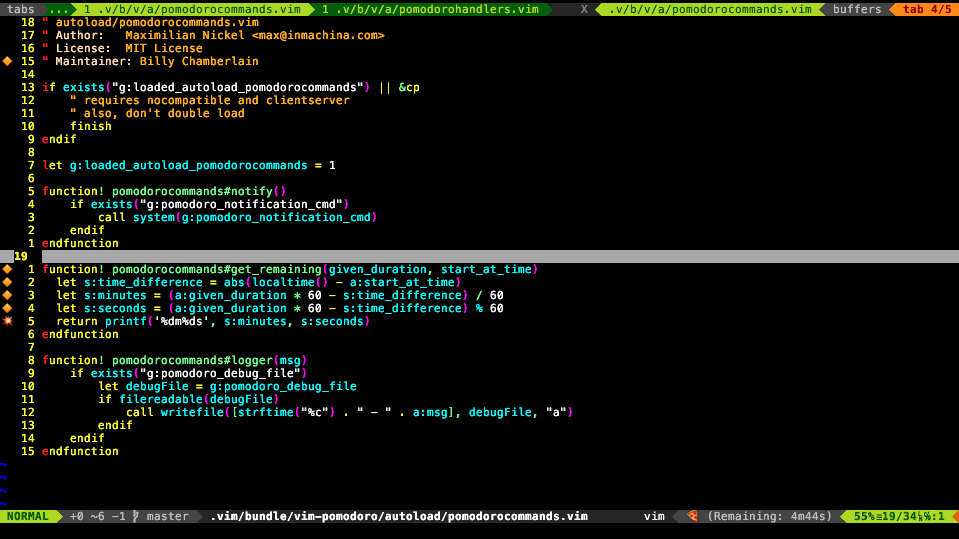 tabs ... 1 .v/b/v/a/pomodorocommands.vim 1 .v/b/v/a/pomodorohandlers.vim X .v/b/v/a/pomodorocommands.vim buffers tab 4/5
18 " autoload/pomodorocommands.vim
17 " Author:   Maximilian Nickel <max@inmachina.com>
16 " License:  MIT License
15 " Maintainer: Billy Chamberlain
14
13 if exists("g:loaded_autoload_pomodorocommands") || &cp
12     " requires nocompatible and clientserver
11     " also, don't double load
10     finish
9 endif
8
7 let g:loaded_autoload_pomodorocommands = 1
6
5 function! pomodorocommands#notify()
4     if exists("g:pomodoro_notification_cmd")
3         call system(g:pomodoro_notification_cmd)
2     endif
1 endfunction
19
1 function! pomodorocommands#get_remaining(given_duration, start_at_time)
2   let s:time_difference = abs(localtime() - a:start_at_time)
3   let s:minutes = (a:given_duration * 60 - s:time_difference) / 60
4   let s:seconds = (a:given_duration * 60 - s:time_difference) % 60
5   return printf('%dm%ds', s:minutes, s:seconds)
6 endfunction
7
8 function! pomodorocommands#logger(msg)
9     if exists("g:pomodoro_debug_file")
10         let debugFile = g:pomodoro_debug_file
11         if filereadable(debugFile)
12             call writefile([strftime("%c") . " - " . a:msg], debugFile, "a")
13         endif
14     endif
15 endfunction
~
~
~
~
NORMAL +0 ~6 -1 master .vim/bundle/vim-pomodoro/autoload/pomodorocommands.vim vim 🍕 (Remaining: 4m44s) 55%≡19/34㏑℅:1